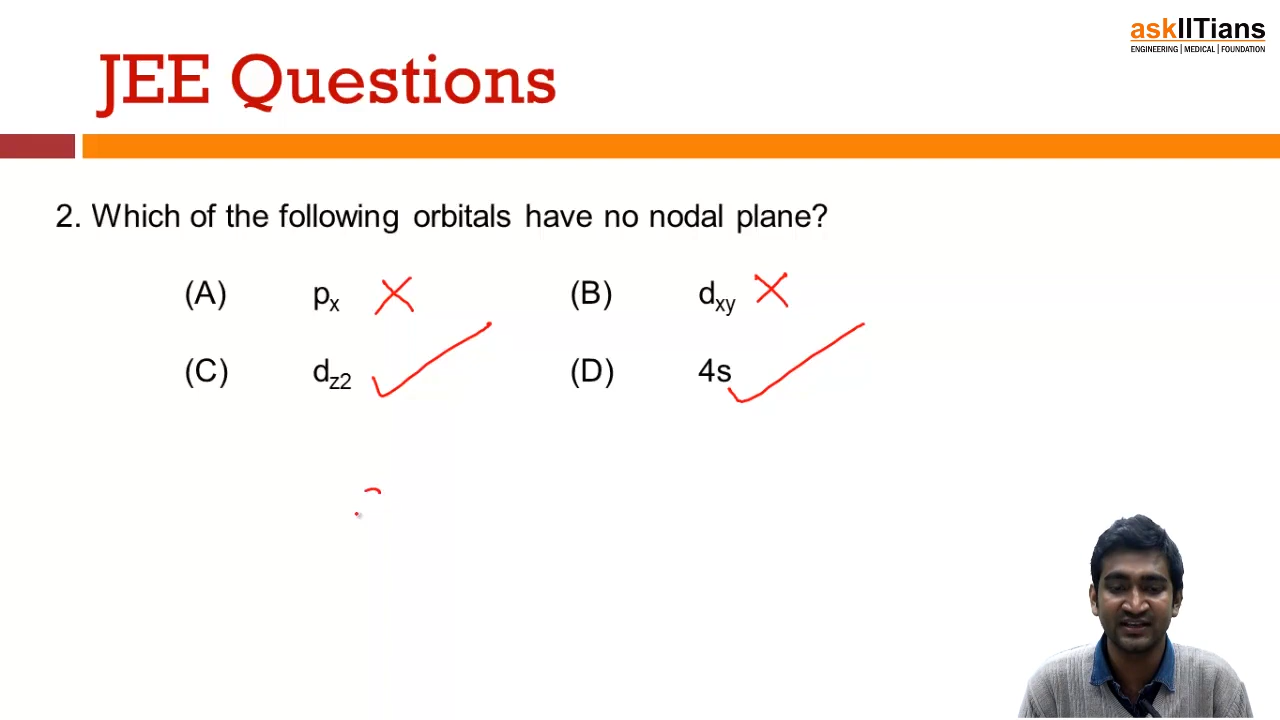 askIITians
ENGINEERING | MEDICAL | FOUNDATION
JEE Questions
2. Which of the following orbitals have no nodal plane?
(A) px (B) dxy
(C) dz2 (D) 4s